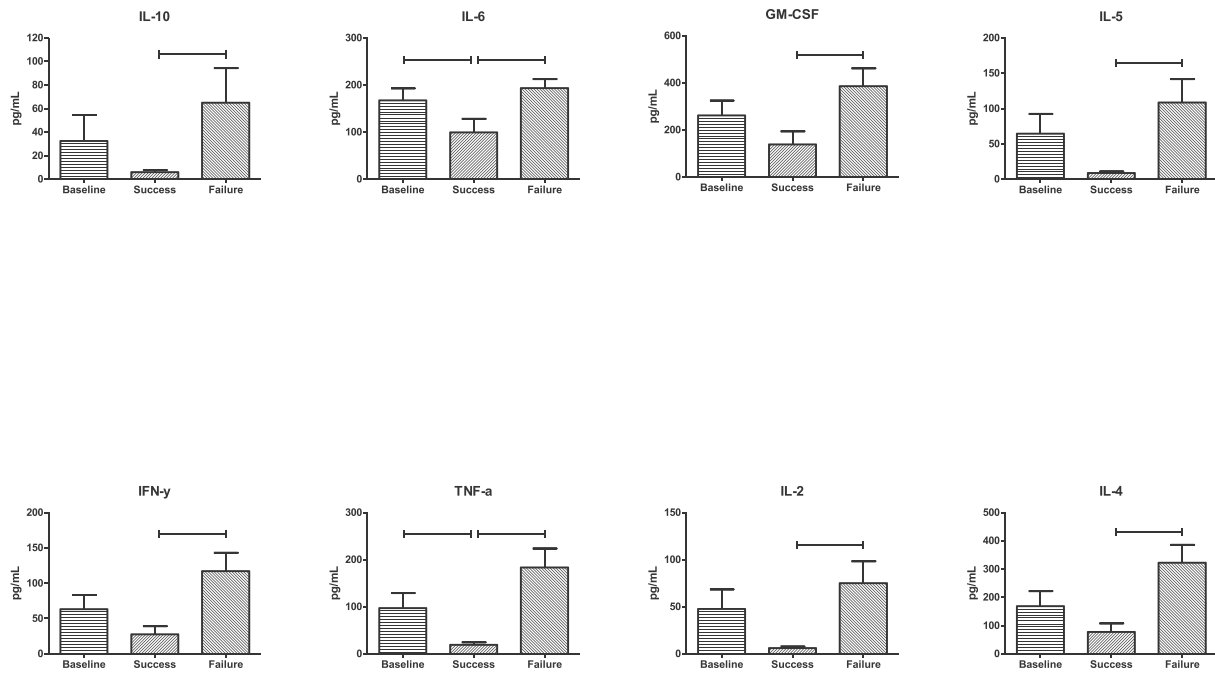 IL-10
120
100
80
60
40
20
0
pg/mL
Baseline Success Failure
IL-6
300
200
100
0
pg/mL
Baseline Success Failure
GM-CSF
600
400
200
0
pg/mL
Baseline Success Failure
IL-5
200
150
100
50
0
pg/mL
Baseline Success Failure
IFN-y
200
150
100
50
0
pg/mL
Baseline Success Failure
TNF-a
300
200
100
0
pg/mL
Baseline Success Failure
IL-2
150
100
50
0
pg/mL
Baseline Success Failure
IL-4
500
400
300
200
100
0
pg/mL
Baseline Success Failure